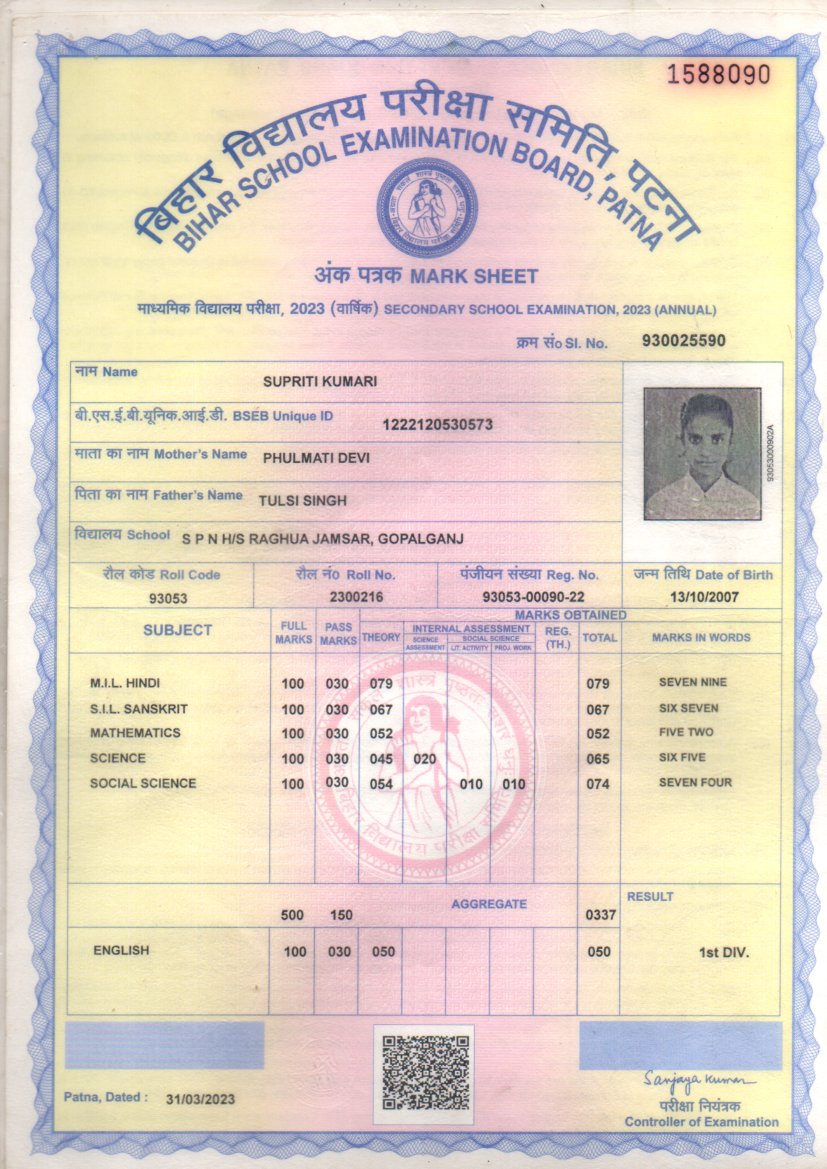 1588090
बिहार विद्यालय परीक्षा समिति, पटना
BIHAR SCHOOL EXAMINATION BOARD, PATNA
अंक पत्रक MARK SHEET
माध्यमिक विद्यालय परीक्षा, 2023 (वार्षिक) SECONDARY SCHOOL EXAMINATION, 2023 (ANNUAL)
क्रम सं० Sl. No. 930025590
नाम Name SUPRITI KUMARI
बी.एस.ई.बी.यूनिक.आई.डी. BSEB Unique ID 1222120530573
माता का नाम Mother's Name PHULMATI DEVI
पिता का नाम Father's Name TULSI SINGH
विद्यालय School S P N H/S RAGHUA JAMSAR, GOPALGANJ
93053000902A
रौल कोड Roll Code रौल नं० Roll No. पंजीयन संख्या Reg. No. जन्म तिथि Date of Birth
93053 2300216 93053-00090-22 13/10/2007
MARKS OBTAINED
SUBJECT FULL MARKS PASS MARKS THEORY INTERNAL ASSESSMENT REG. (TH.) TOTAL MARKS IN WORDS
SCIENCE ASSESSMENT SOCIAL SCIENCE
LIT. ACTIVITY PROJ. WORK
M.I.L. HINDI 100 030 079 079 SEVEN NINE
S.I.L. SANSKRIT 100 030 067 067 SIX SEVEN
MATHEMATICS 100 030 052 052 FIVE TWO
SCIENCE 100 030 045 020 065 SIX FIVE
SOCIAL SCIENCE 100 030 054 010 010 074 SEVEN FOUR
AGGREGATE RESULT
500 150 0337
ENGLISH 100 030 050 050 1st DIV.
Patna, Dated : 31/03/2023
Sanjaya Kumar
परीक्षा नियंत्रक
Controller of Examination